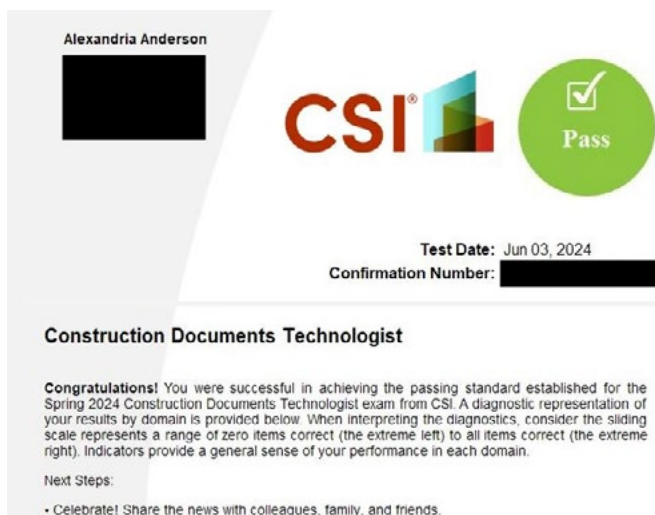 Alexandria Anderson
CSI®
Pass
Test Date: Jun 03, 2024
Confirmation Number:
Construction Documents Technologist
Congratulations! You were successful in achieving the passing standard established for the
Spring 2024 Construction Documents Technologist exam from CSI. A diagnostic representation of
your results by domain is provided below. When interpreting the diagnostics, consider the sliding
scale represents a range of zero items correct (the extreme left) to all items correct (the extreme
right). Indicators provide a general sense of your performance in each domain.
Next Steps:
• Celebrate! Share the news with colleagues, family, and friends.